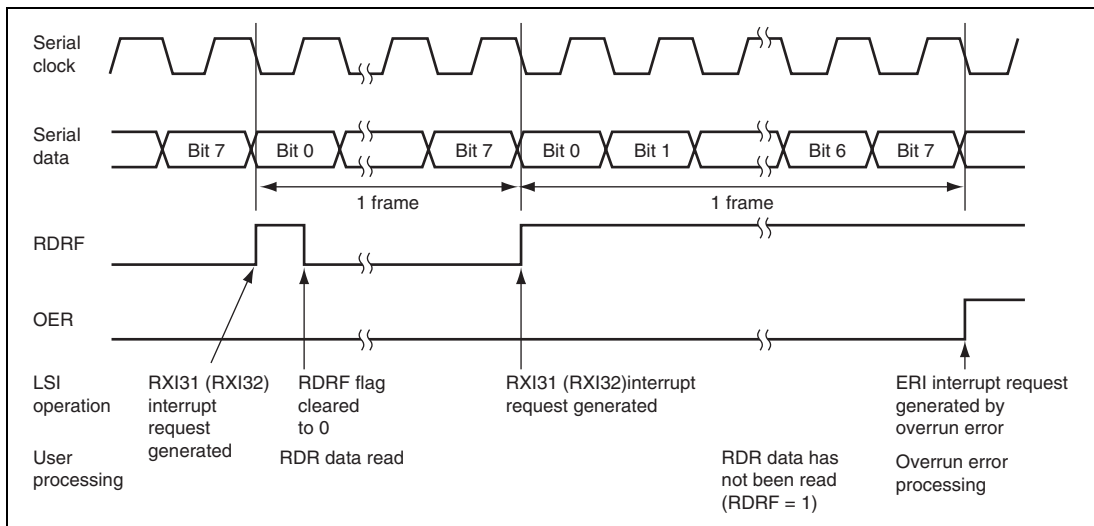 Serial
clock
Serial
data
Bit 7
Bit 0
Bit 7
Bit 0
Bit 1
Bit 6
Bit 7
1 frame
1 frame
RDRF
OER
LSI
operation
RXI31 (RXI32)
interrupt
request
generated
RDRF flag
cleared
to 0
RXI31 (RXI32)interrupt
request generated
ERI interrupt request
generated by
overrun error
User
processing
RDR data read
RDR data has
not been read
(RDRF = 1)
Overrun error
processing